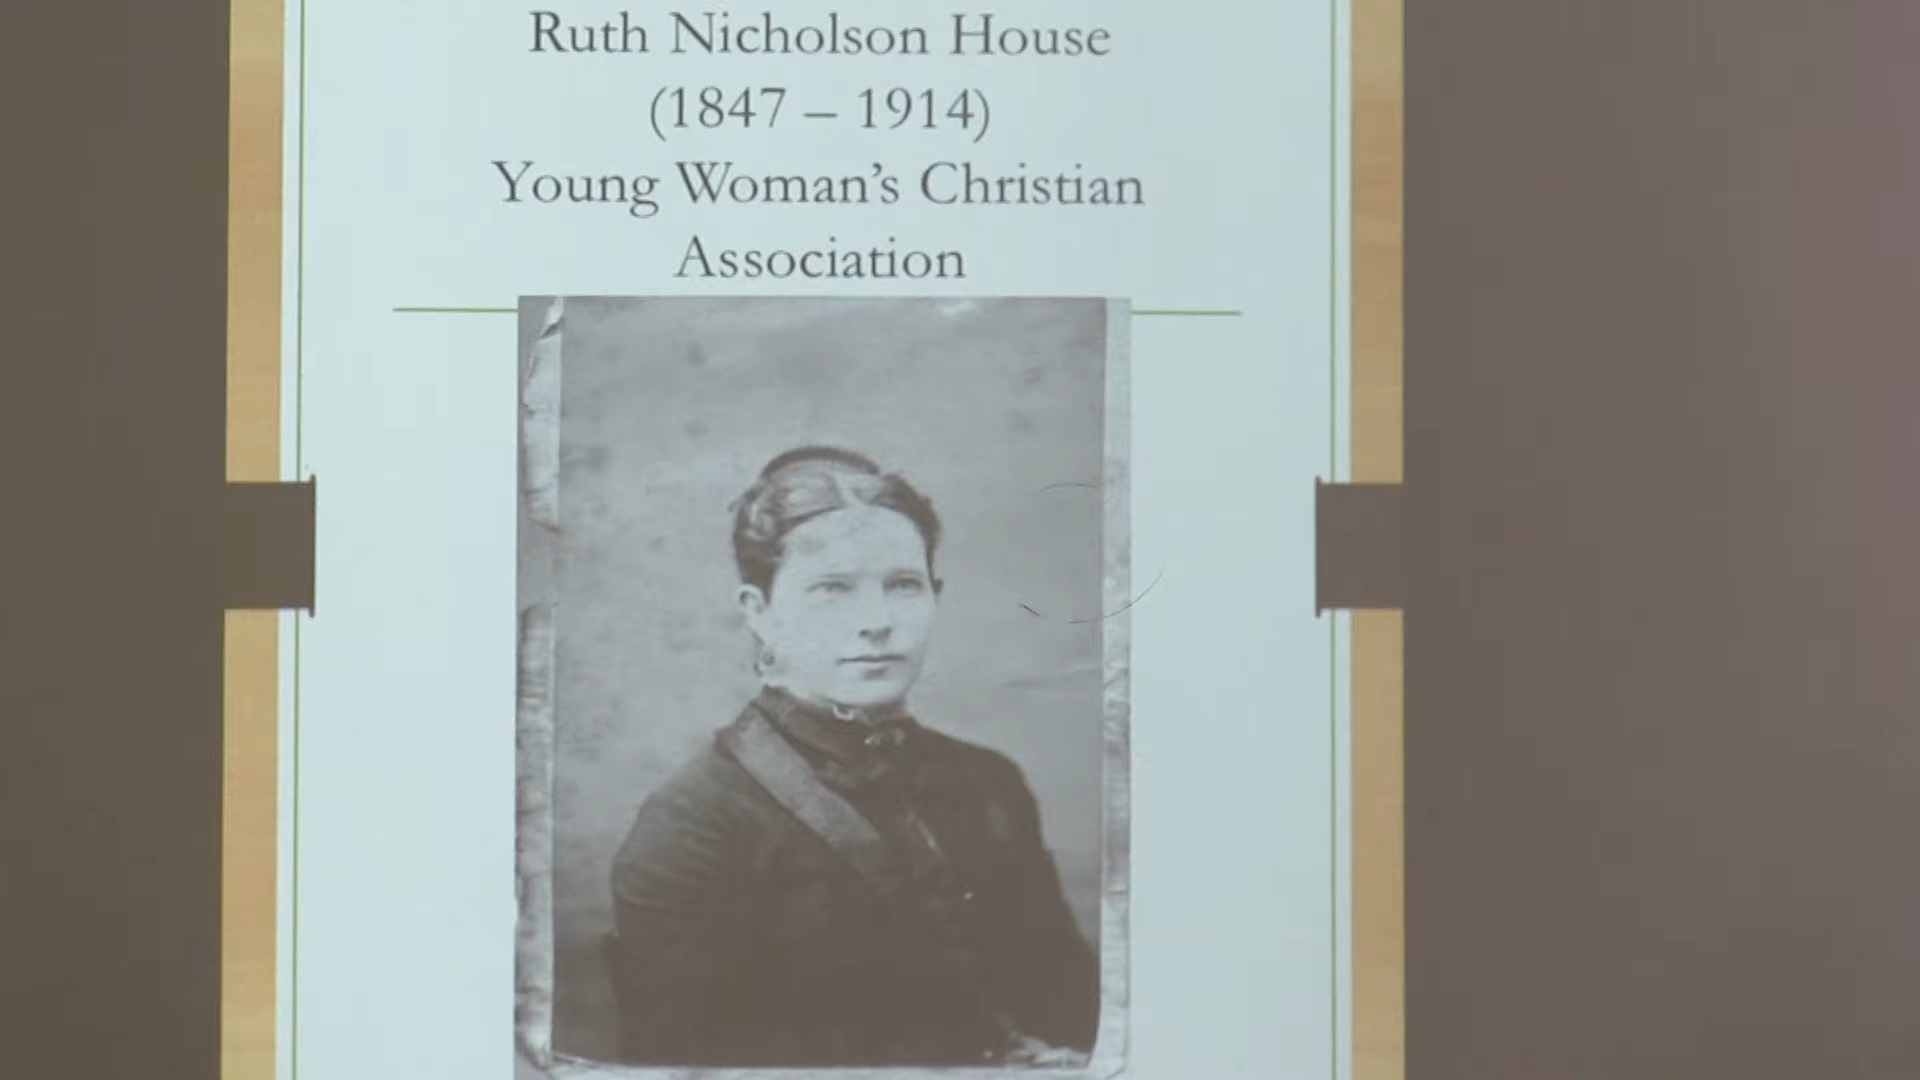 Ruth Nicholson House
(1847 – 1914)
Young Woman’s Christian
Association